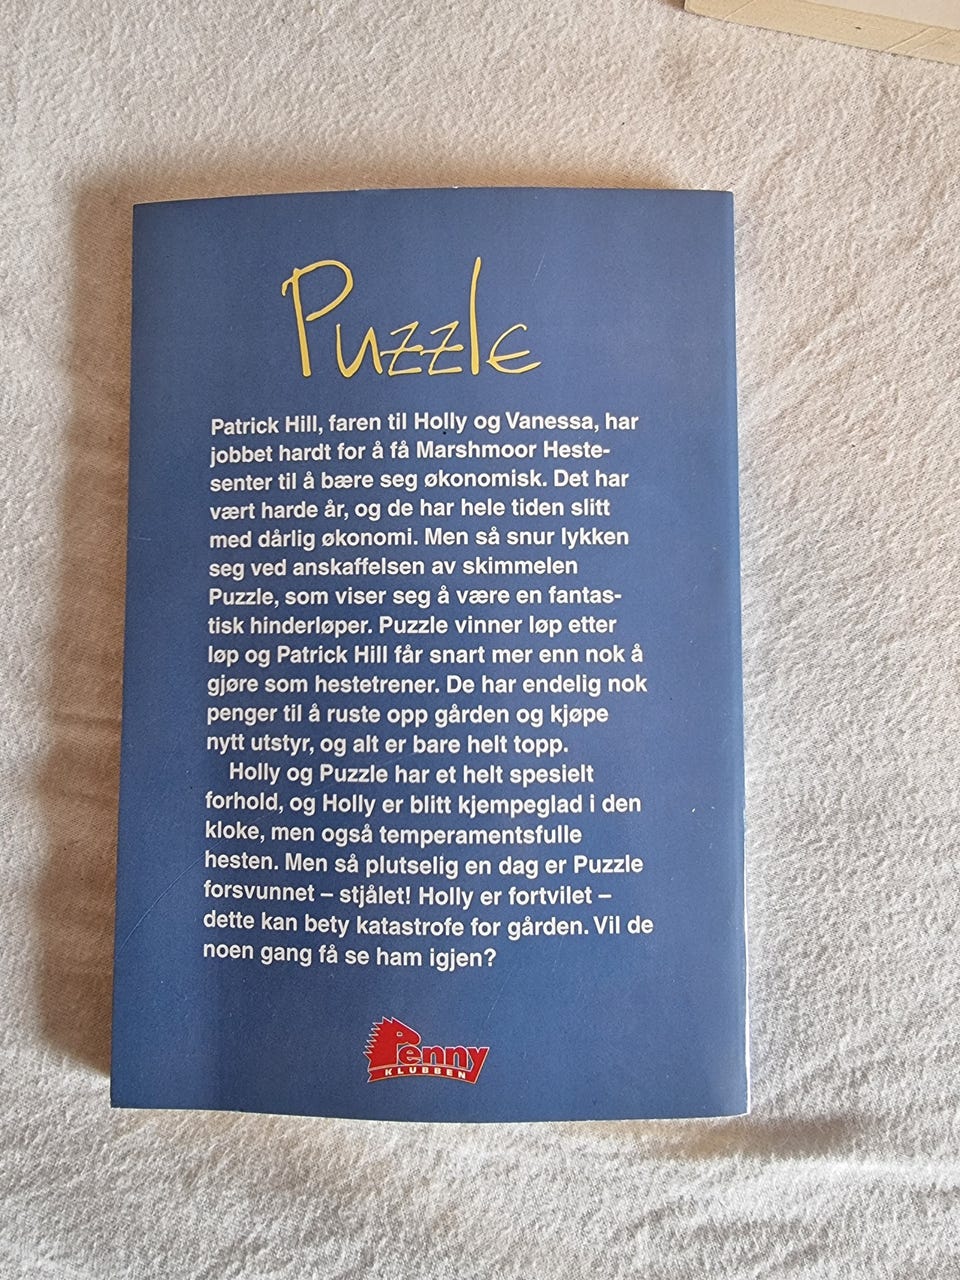 Puzzle
Patrick Hill, faren til Holly og Vanessa, har
jobbet hardt for å få Marshmoor Heste-
senter til å bære seg økonomisk. Det har
vært harde år, og de har hele tiden slitt
med dårlig økonomi. Men så snur lykken
seg ved anskaffelsen av skimmelen
Puzzle, som viser seg å være en fantas-
tisk hinderløper. Puzzle vinner løp etter
løp og Patrick Hill får snart mer enn nok å
gjøre som hestetrener. De har endelig nok
penger til å ruste opp gården og kjøpe
nytt utstyr, og alt er bare helt topp.
Holly og Puzzle har et helt spesielt
forhold, og Holly er blitt kjempeglad i den
kloke, men også temperamentsfulle
hesten. Men så plutselig en dag er Puzzle
forsvunnet – stjålet! Holly er fortvilet –
dette kan bety katastrofe for gården. Vil de
noen gang få se ham igjen?
Penny
KLUBBEN